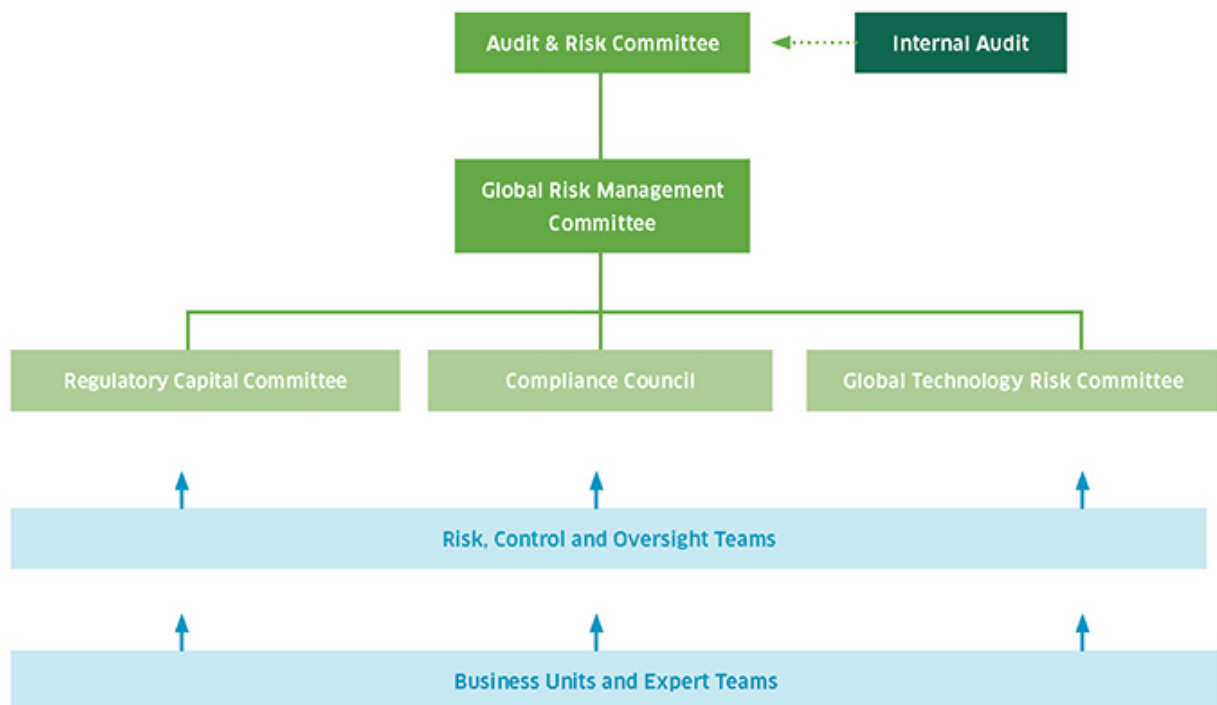 Audit & Risk Committee
Internal Audit
Global Risk Management
Committee
Regulatory Capital Committee
Compliance Council
Global Technology Risk Committee
Risk, Control and Oversight Teams
Business Units and Expert Teams